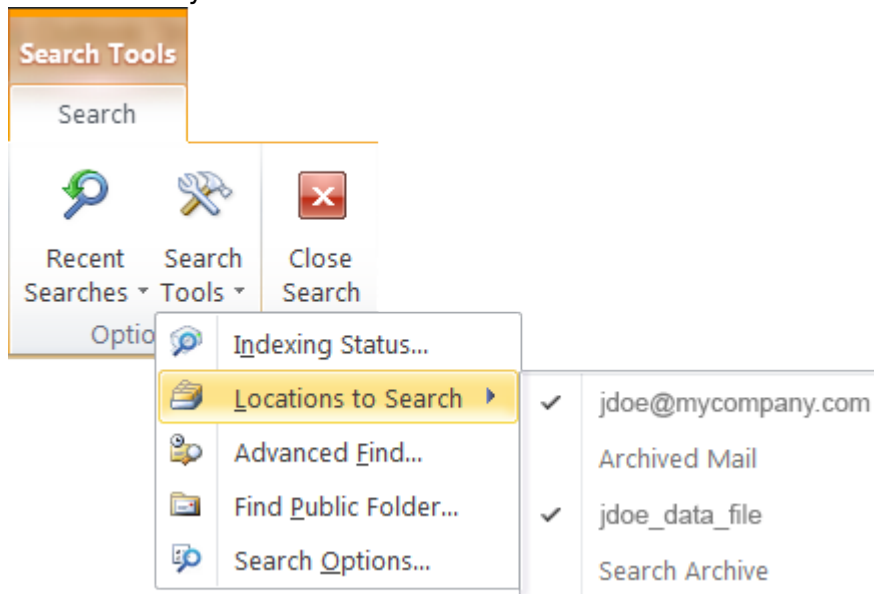 Search Tools
Search
Recent Searches
Search Tools
Close Search
Optio
Indexing Status...
Locations to Search
Advanced Find...
Find Public Folder...
Search Options...
jdoe@mycompany.com
Archived Mail
jdoe_data_file
Search Archive